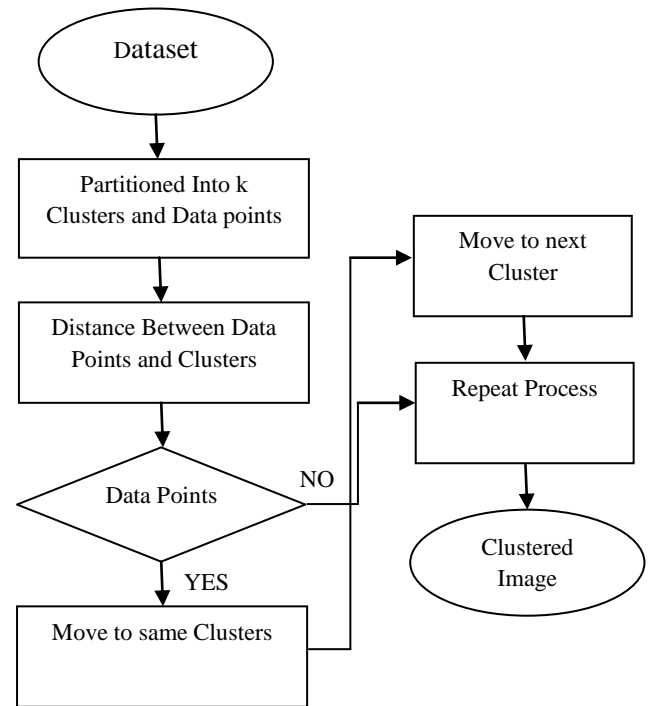 Dataset
Partitioned Into k
Clusters and Data points
Distance Between Data
Points and Clusters
Data Points
NO
YES
Move to same Clusters
Move to next
Cluster
Repeat Process
Clustered
Image